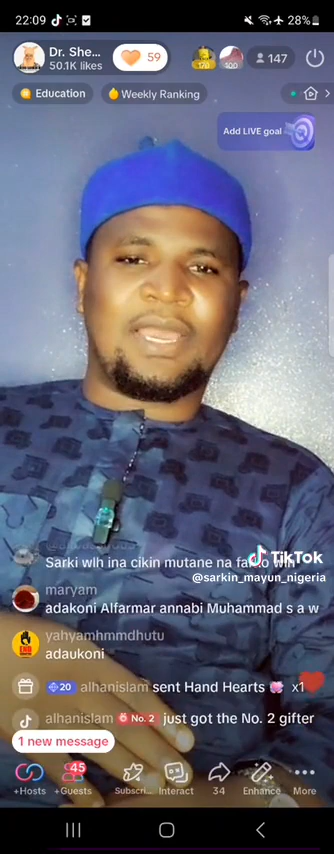 22:09
28%
Dr. She...
50.1K likes
59
120
100
147
Education
Weekly Ranking
Add LIVE goal
Sarki wlh ina cikin mutane na fa
TikTok
@sarkin_mayun_nigeria
maryam
adakoni Alfarmar annabi Muhammad s a w
yahyamhmmdhutu
adaukoni
20 alhanislam sent Hand Hearts x1
alhanislam No. 2 just got the No. 2 gifter
1 new message
45
+Hosts
+Guests
Subscri...
Interact
34
Enhance
More